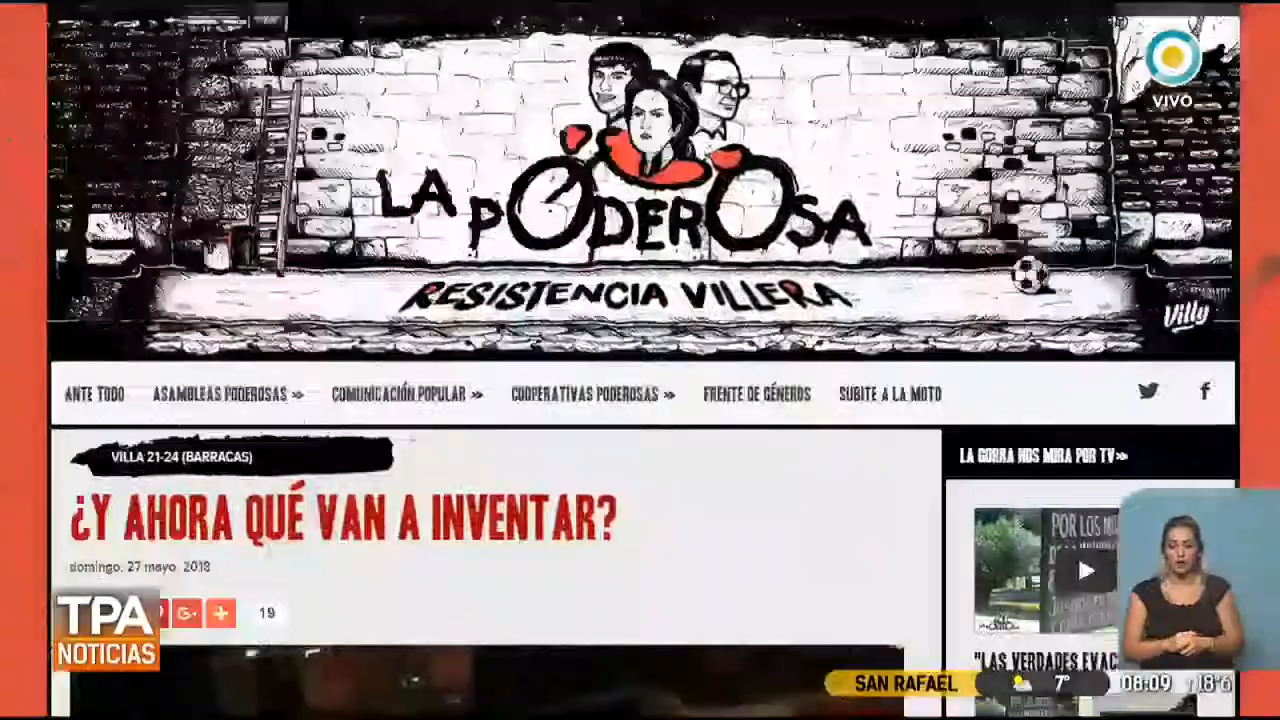 VIVO
LA PODEROSA
RESISTENCIA VILLERA
Villy
ANTE TODO ASAMBLEAS PODEROSAS » COMUNICACIÓN POPULAR » COOPERATIVAS PODEROSAS » FRENTE DE GÉNEROS SUBITE A LA MOTO
VILLA 21-24 (BARRACAS)
LA GORRA NOS MIRA POR TV»
¿Y AHORA QUÉ VAN A INVENTAR?
domingo, 27 mayo, 2018
POR LOS
G+ + 19
TPA
NOTICIAS
"LAS VERDADES EVAC
SAN RAFAEL 7° 08:09